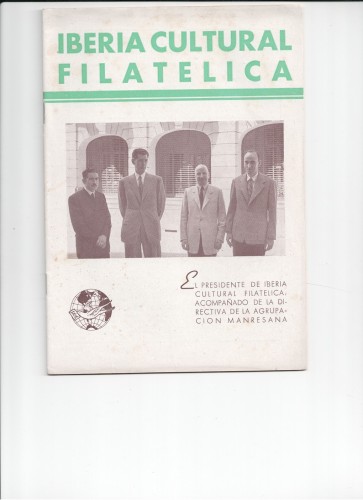 IBERIA CULTURAL
FILATELICA
EL PRESIDENTE DE IBERIA
CULTURAL FILATELICA,
ACOMPAÑADO DE LA DI-
RECTIVA DE LA AGRUPA-
CION MANRESANA